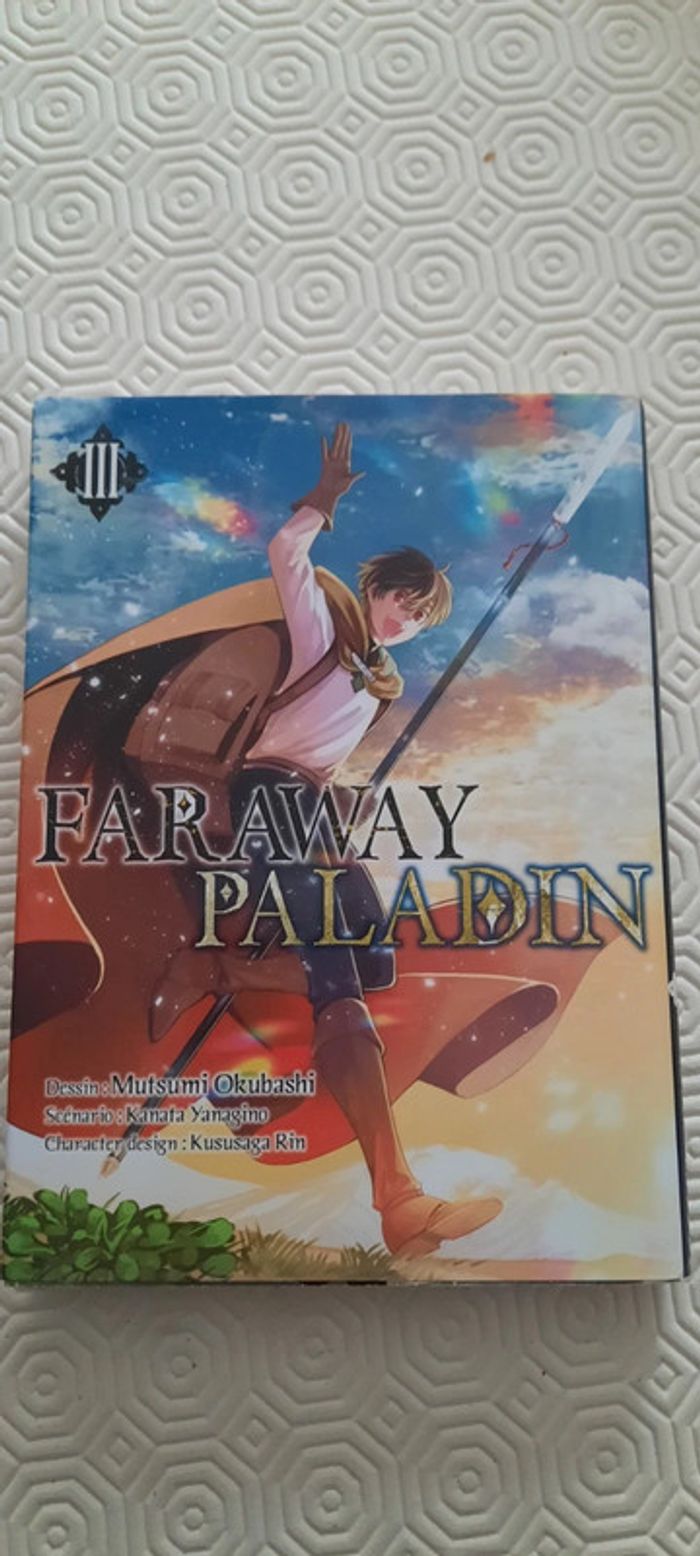 III
FARAWAY
PALADIN
Dessin : Mutsumi Okubashi
Scénario : Kanata Yanagino
Character design : Kususaga Rin